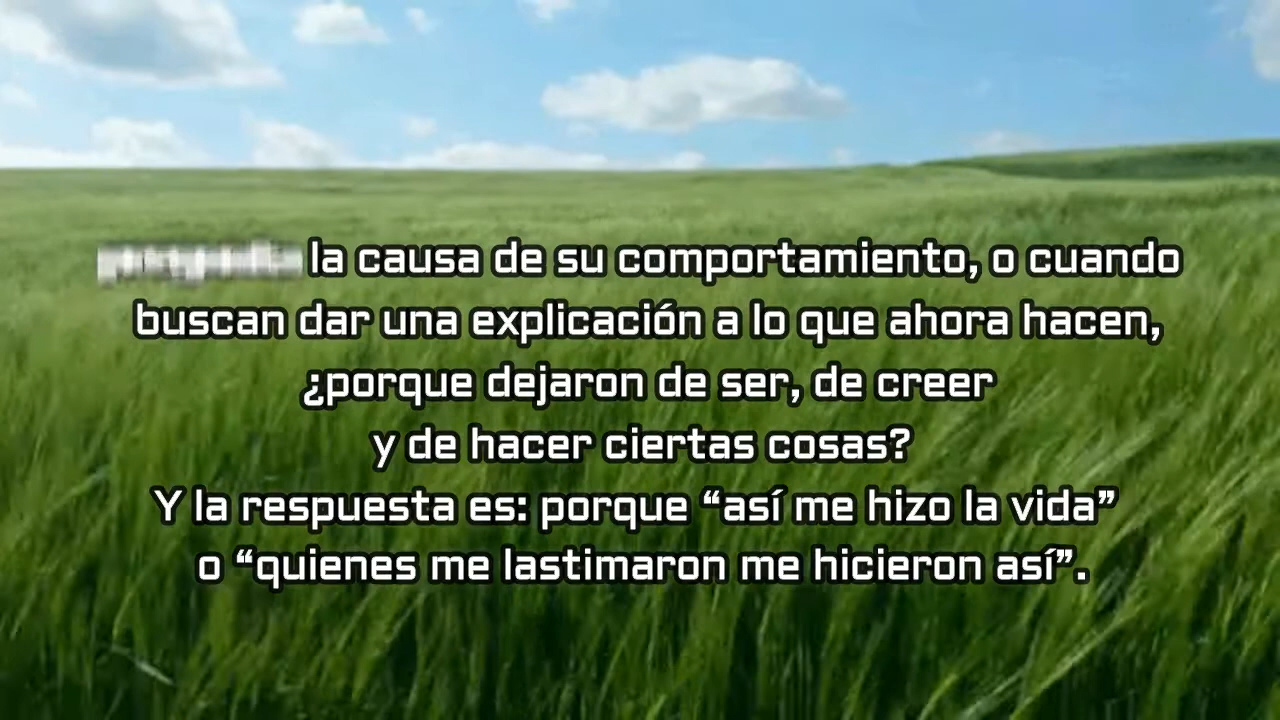 la causa de su comportamiento, o cuando
buscan dar una explicación a lo que ahora hacen,
¿porque dejaron de ser, de creer
y de hacer ciertas cosas?
Y la respuesta es: porque “así me hizo la vida”
o “quienes me lastimaron me hicieron así”.